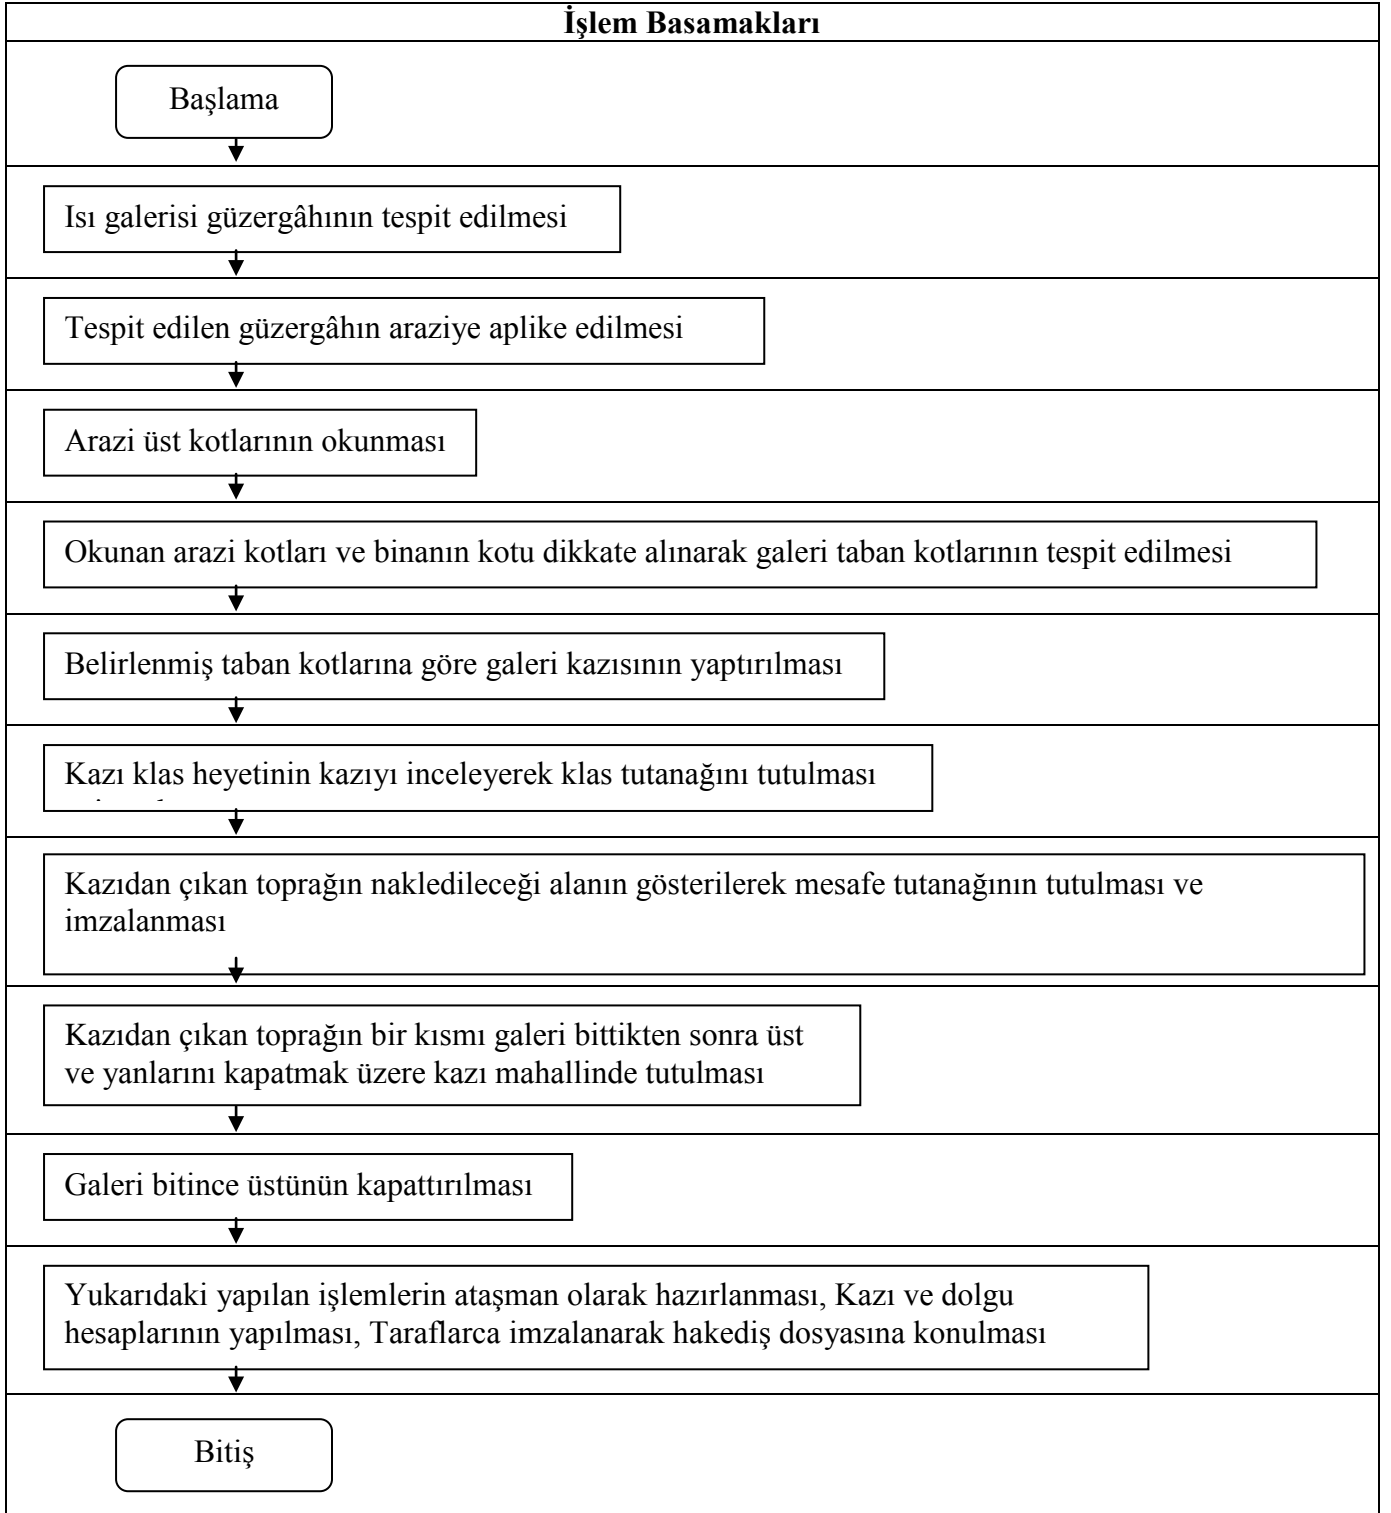 İşlem Basamakları
Başlama
Isı galerisi güzergâhının tespit edilmesi
Tespit edilen güzergâhın araziye aplike edilmesi
Arazi üst kotlarının okunması
Okunan arazi kotları ve binanın kotu dikkate alınarak galeri taban kotlarının tespit edilmesi
Belirlenmiş taban kotlarına göre galeri kazısının yaptırılması
Kazı klas heyetinin kazıyı inceleyerek klas tutanağını tutulması
Kazıdan çıkan toprağın nakledileceği alanın gösterilerek mesafe tutanağının tutulması ve
imzalanması
Kazıdan çıkan toprağın bir kısmı galeri bittikten sonra üst
ve yanlarını kapatmak üzere kazı mahallinde tutulması
Galeri bitince üstünün kapattırılması
Yukarıdaki yapılan işlemlerin ataşman olarak hazırlanması, Kazı ve dolgu
hesaplarının yapılması, Taraflarca imzalanarak hakediş dosyasına konulması
Bitiş